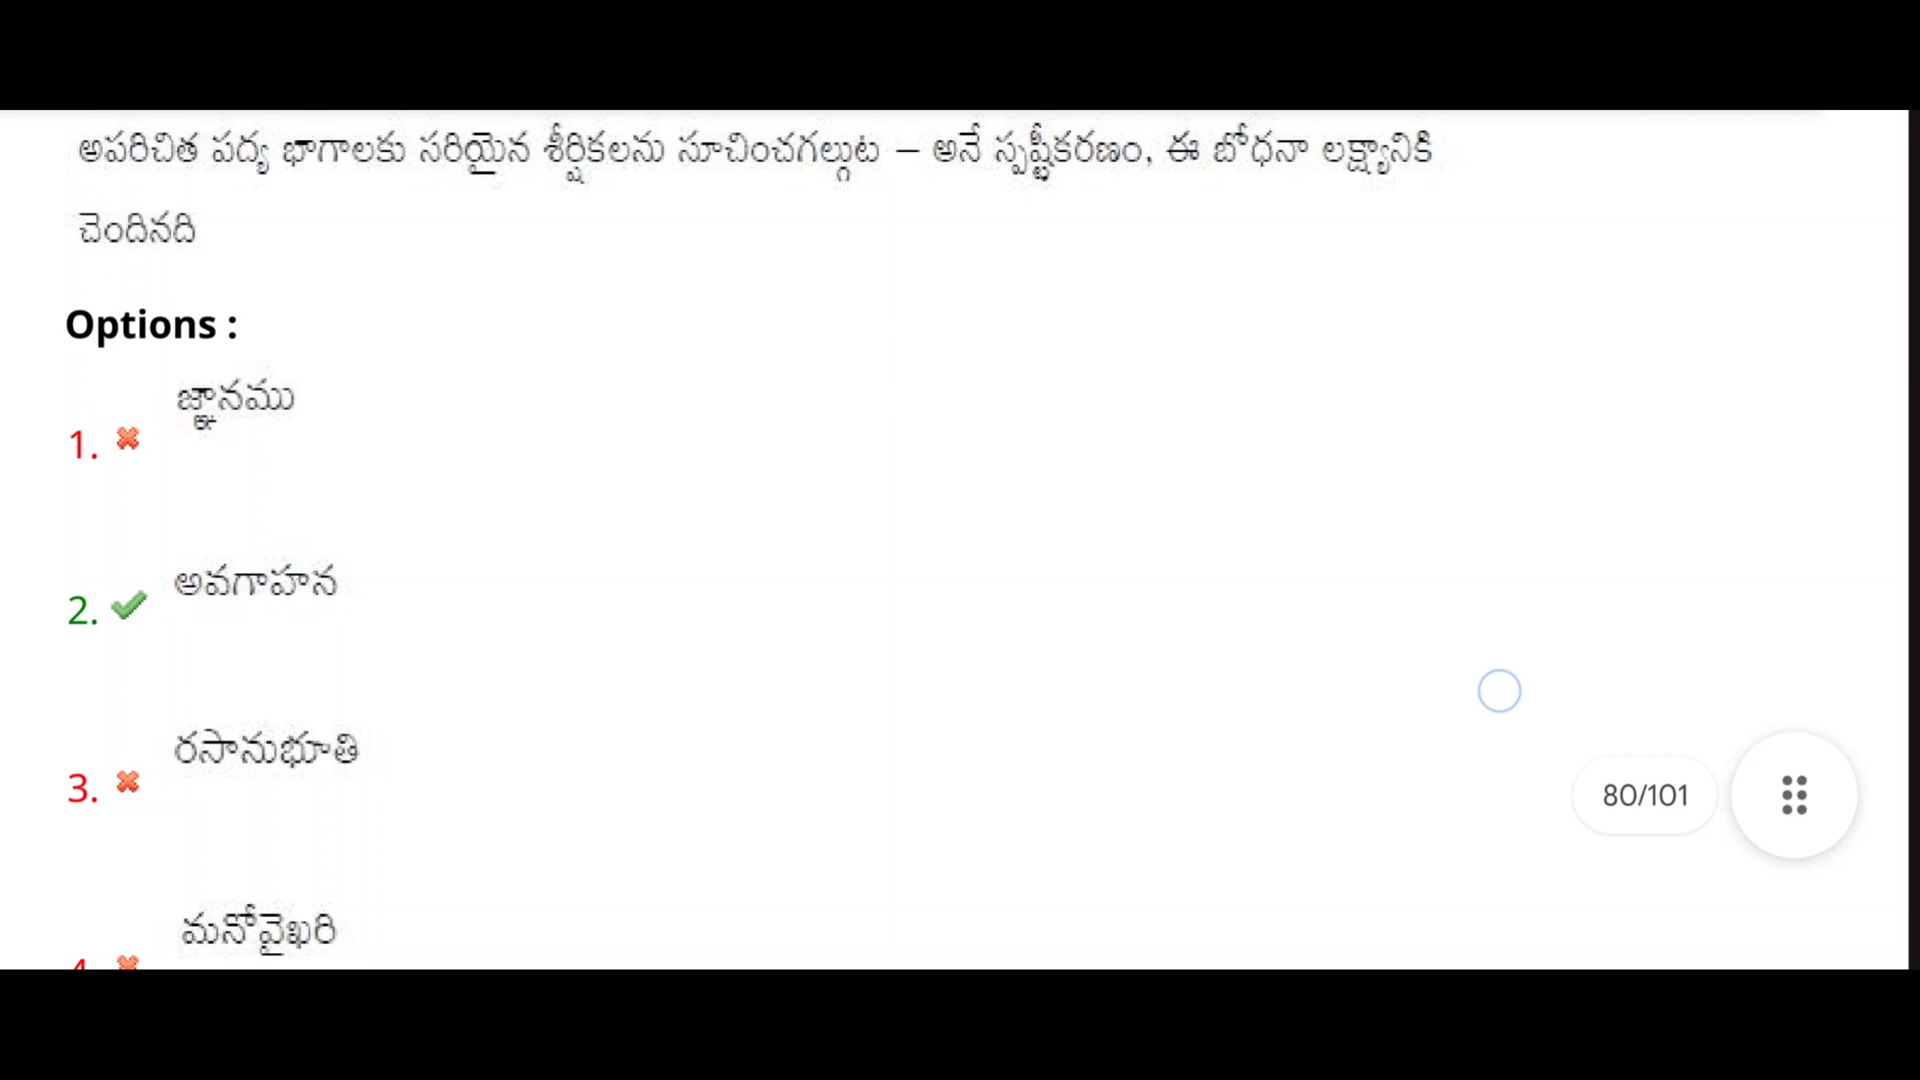 అపరిచిత పద్య భాగాలకు సరియైన శీర్షికలను సూచించగల్గుట – అనే స్పష్టీకరణం, ఈ బోధనా లక్ష్యానికి
చెందినది
Options :
జ్ఞానము
1.
అవగాహన
2.
రసానుభూతి
3.
80/101
మనోవైఖరి
4.